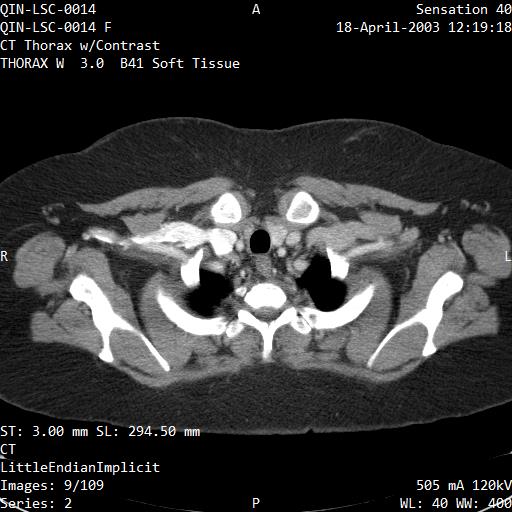 QIN-LSC-0014
A
Sensation 40
QIN-LSC-0014 F
18-April-2003 12:19:18
CT Thorax w/Contrast
THORAX W 3.0 B41 Soft Tissue
R
L
ST: 3.00 mm SL: 294.50 mm
CT
LittleEndianImplicit
Images: 9/109
505 mA 120kV
Series: 2
P
WL: 40 WW: 400